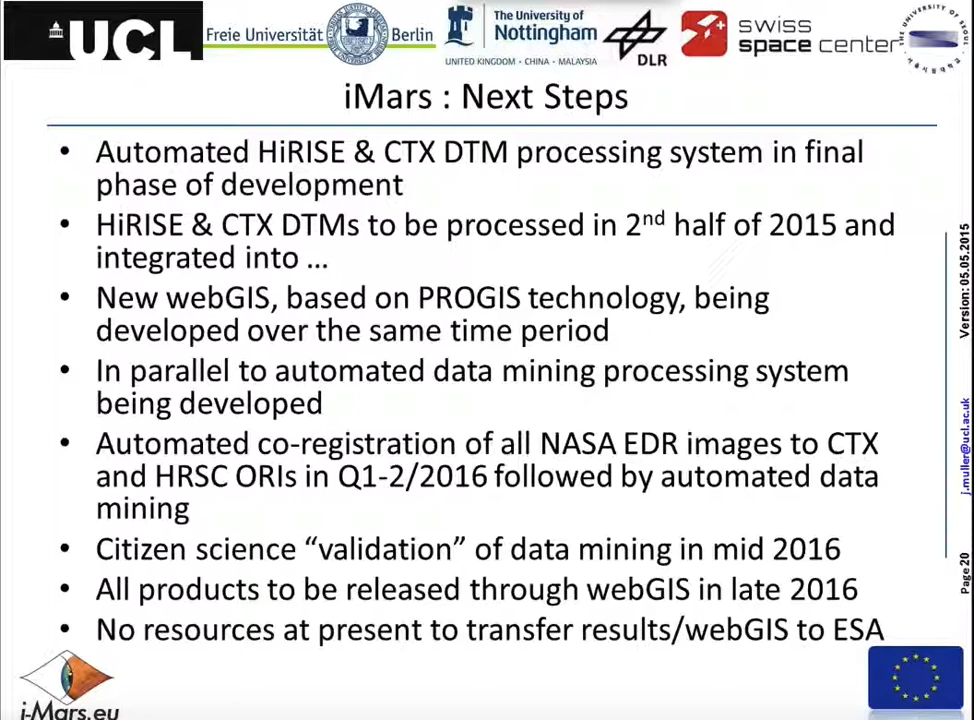 UCL
Freie Universität Berlin
The University of
Nottingham
UNITED KINGDOM · CHINA · MALAYSIA
DLR
swiss
space center
iMars : Next Steps
• Automated HiRISE & CTX DTM processing system in final
phase of development
• HiRISE & CTX DTMs to be processed in 2nd half of 2015 and
integrated into …
• New webGIS, based on PROGIS technology, being
developed over the same time period
• In parallel to automated data mining processing system
being developed
• Automated co-registration of all NASA EDR images to CTX
and HRSC ORIs in Q1-2/2016 followed by automated data
mining
• Citizen science “validation” of data mining in mid 2016
• All products to be released through webGIS in late 2016
• No resources at present to transfer results/webGIS to ESA
Version: 05.05.2015
j.muller@ucl.ac.uk
Page 20
i-Mars.eu